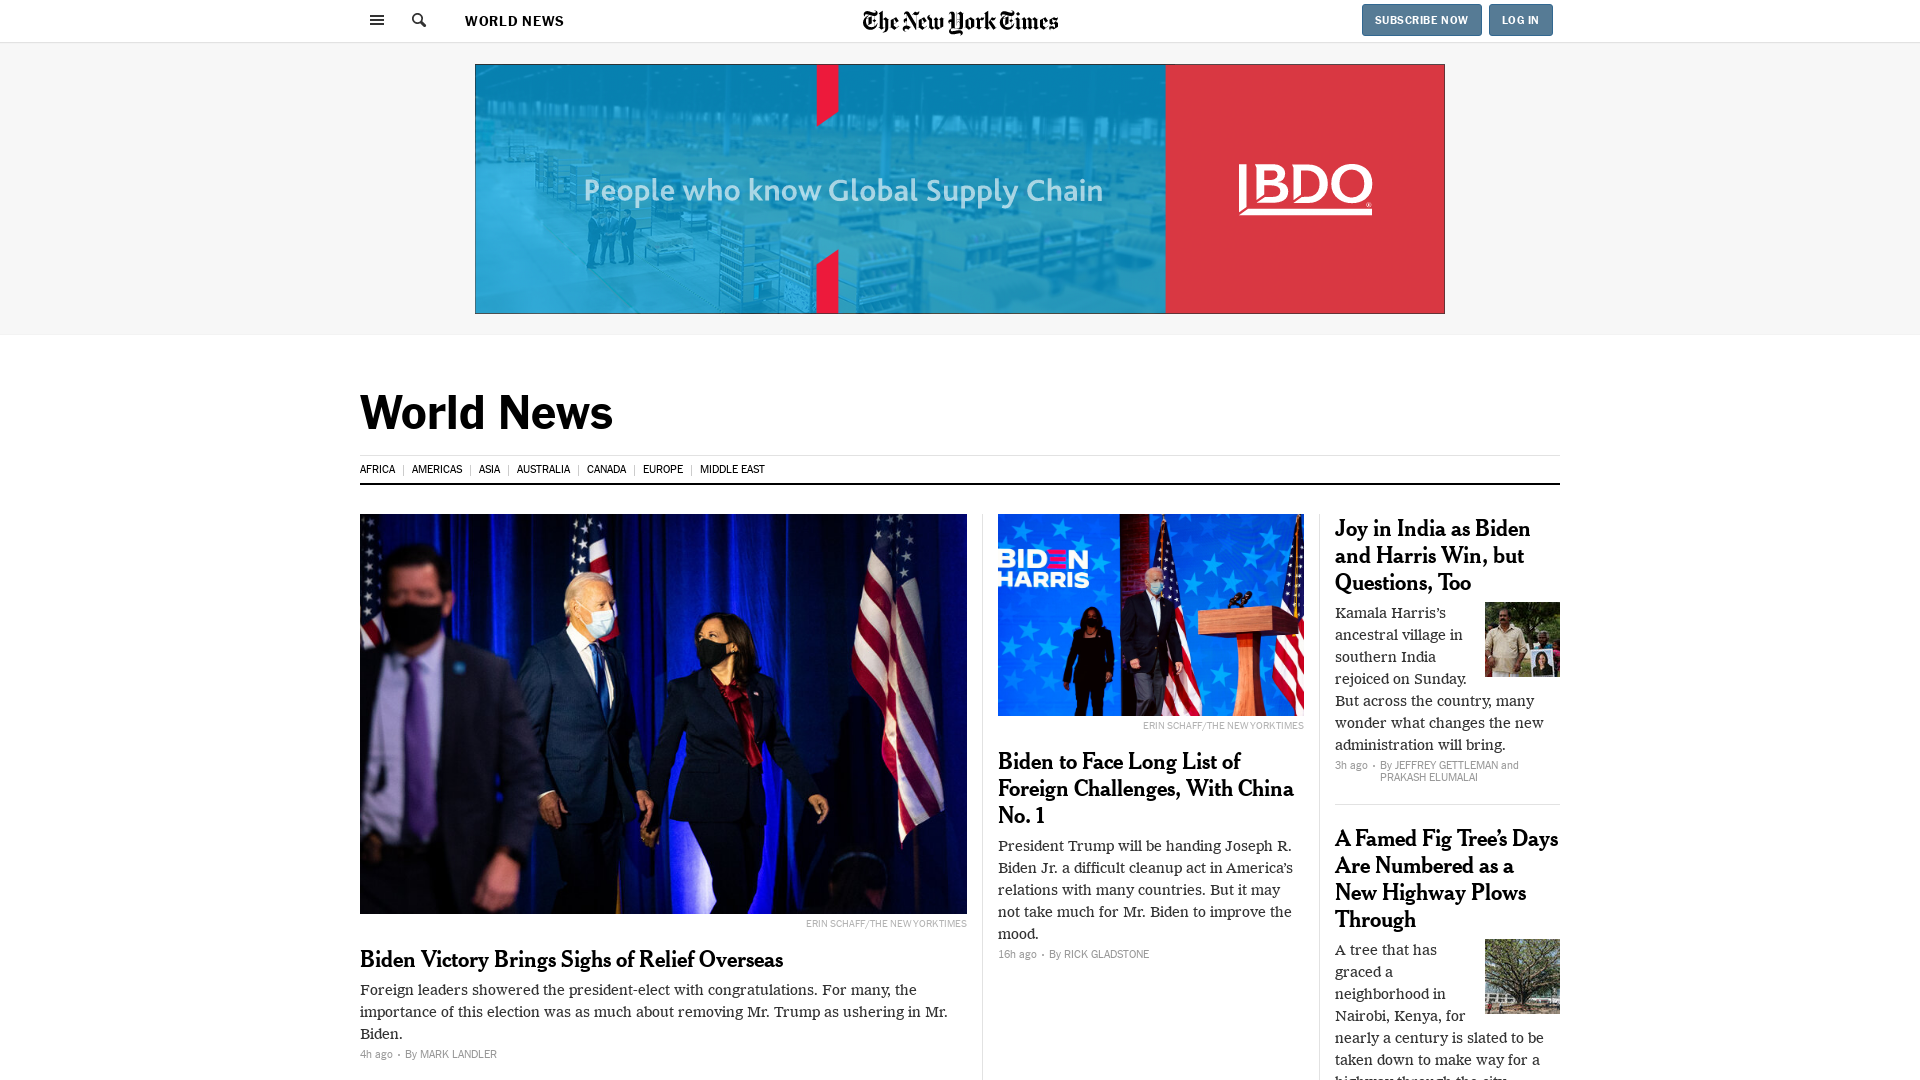 WORLD NEWS
The New York Times
SUBSCRIBE NOW
LOG IN
People who know Global Supply Chain
BDO
World News
AFRICA
AMERICAS
ASIA
AUSTRALIA
CANADA
EUROPE
MIDDLE EAST
ERIN SCHAFF/THE NEW YORK TIMES
Biden Victory Brings Sighs of Relief Overseas
Foreign leaders showered the president-elect with congratulations. For many, the
importance of this election was as much about removing Mr. Trump as ushering in Mr.
Biden.
4h ago • By MARK LANDLER
BIDEN
HARRIS
ERIN SCHAFF/THE NEW YORK TIMES
Biden to Face Long List of
Foreign Challenges, With China
No. 1
President Trump will be handing Joseph R.
Biden Jr. a difficult cleanup act in America’s
relations with many countries. But it may
not take much for Mr. Biden to improve the
mood.
16h ago • By RICK GLADSTONE
Joy in India as Biden
and Harris Win, but
Questions, Too
Kamala Harris’s
ancestral village in
southern India
rejoiced on Sunday.
But across the country, many
wonder what changes the new
administration will bring.
3h ago • By JEFFREY GETTLEMAN and
PRAKASH ELUMALAI
A Famed Fig Tree’s Days
Are Numbered as a
New Highway Plows
Through
A tree that has
graced a
neighborhood in
Nairobi, Kenya, for
nearly a century is slated to be
taken down to make way for a
highway through the city.